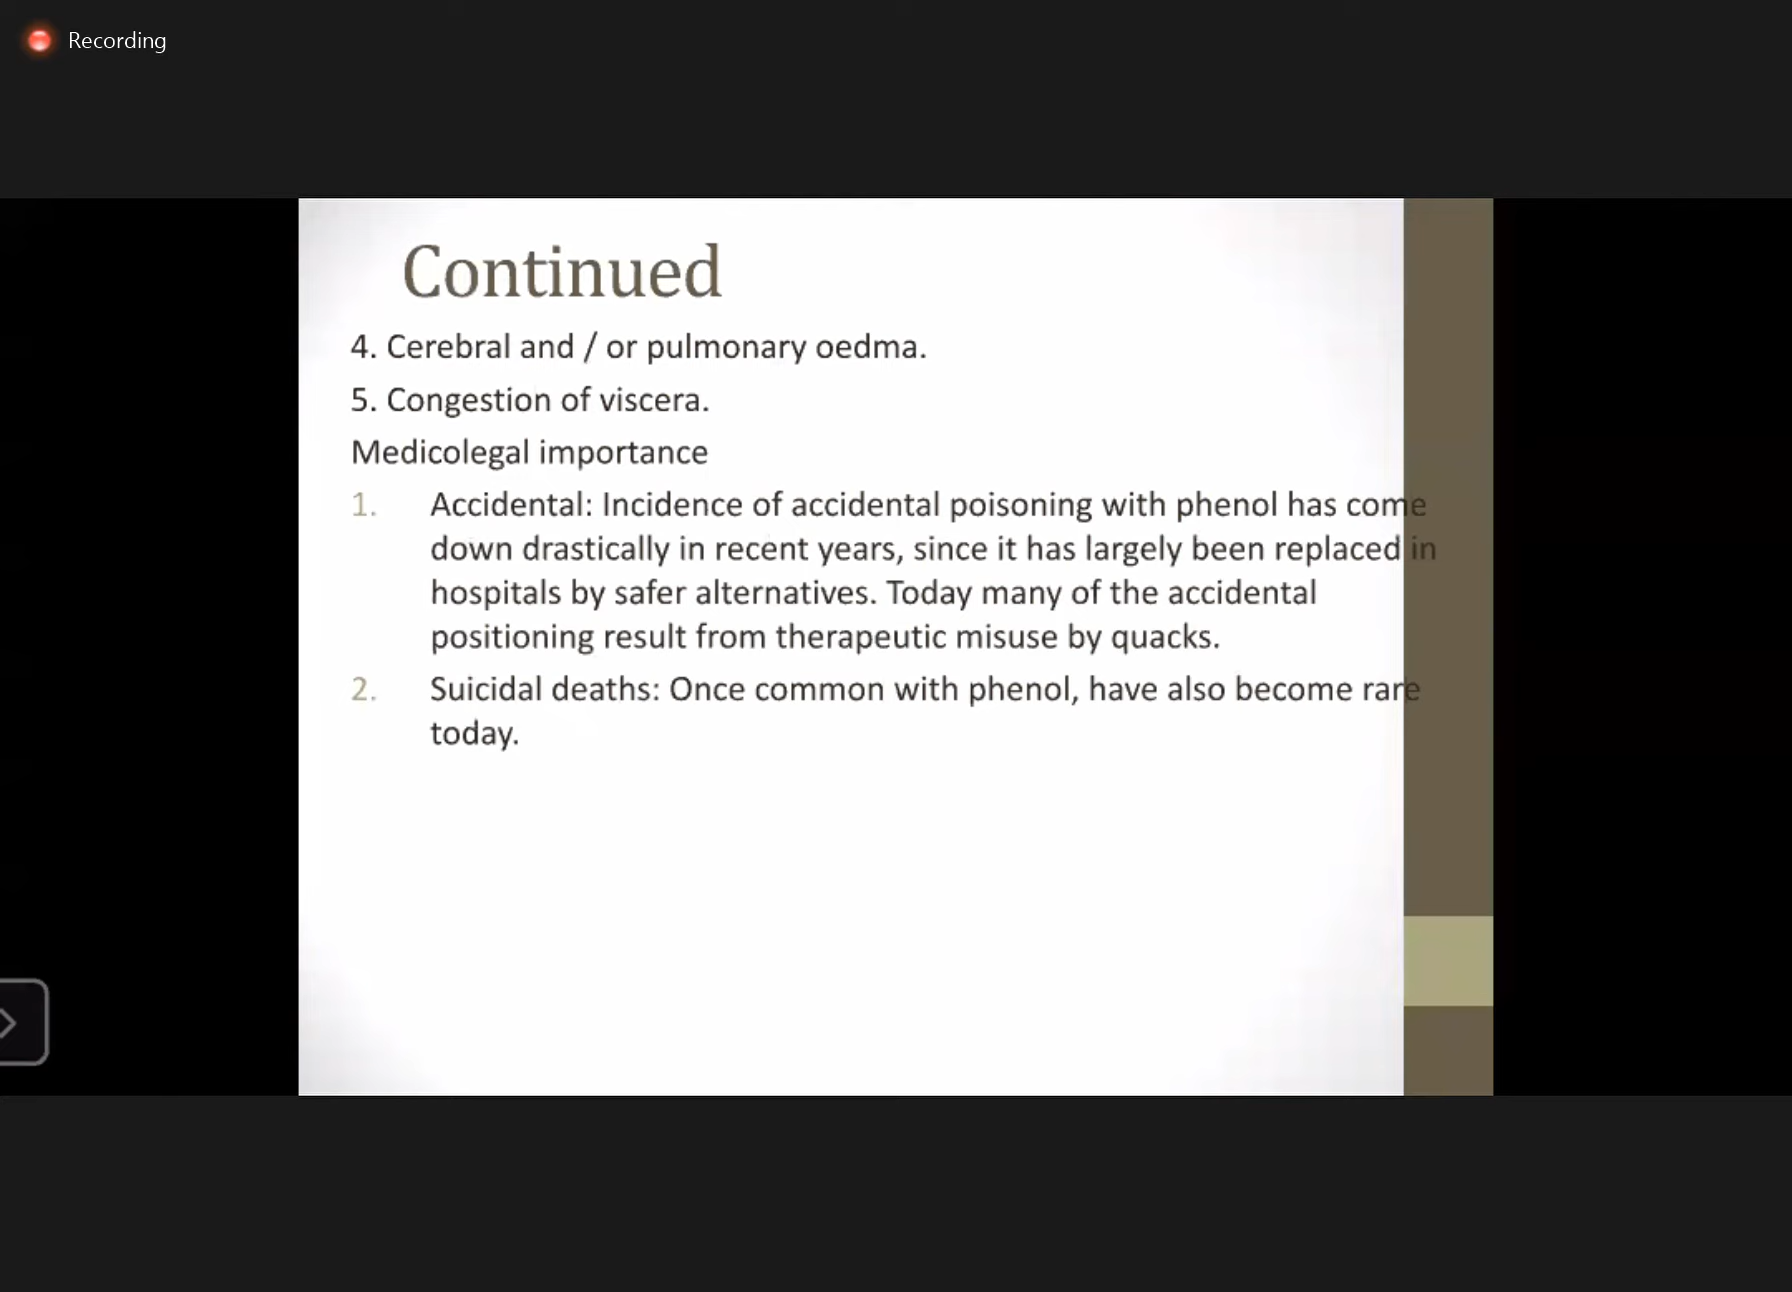 Recording
Continued
4. Cerebral and / or pulmonary oedma.
5. Congestion of viscera.
Medicolegal importance
1. Accidental: Incidence of accidental poisoning with phenol has come
down drastically in recent years, since it has largely been replaced in
hospitals by safer alternatives. Today many of the accidental
positioning result from therapeutic misuse by quacks.
2. Suicidal deaths: Once common with phenol, have also become rare
today.